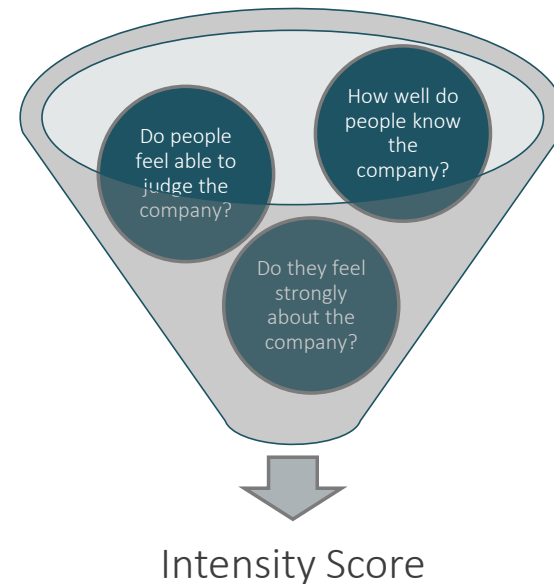 How well do
people know
the
company?
Do people
feel able to
judge the
company?
Do they feel
strongly
about the
company?
Intensity Score